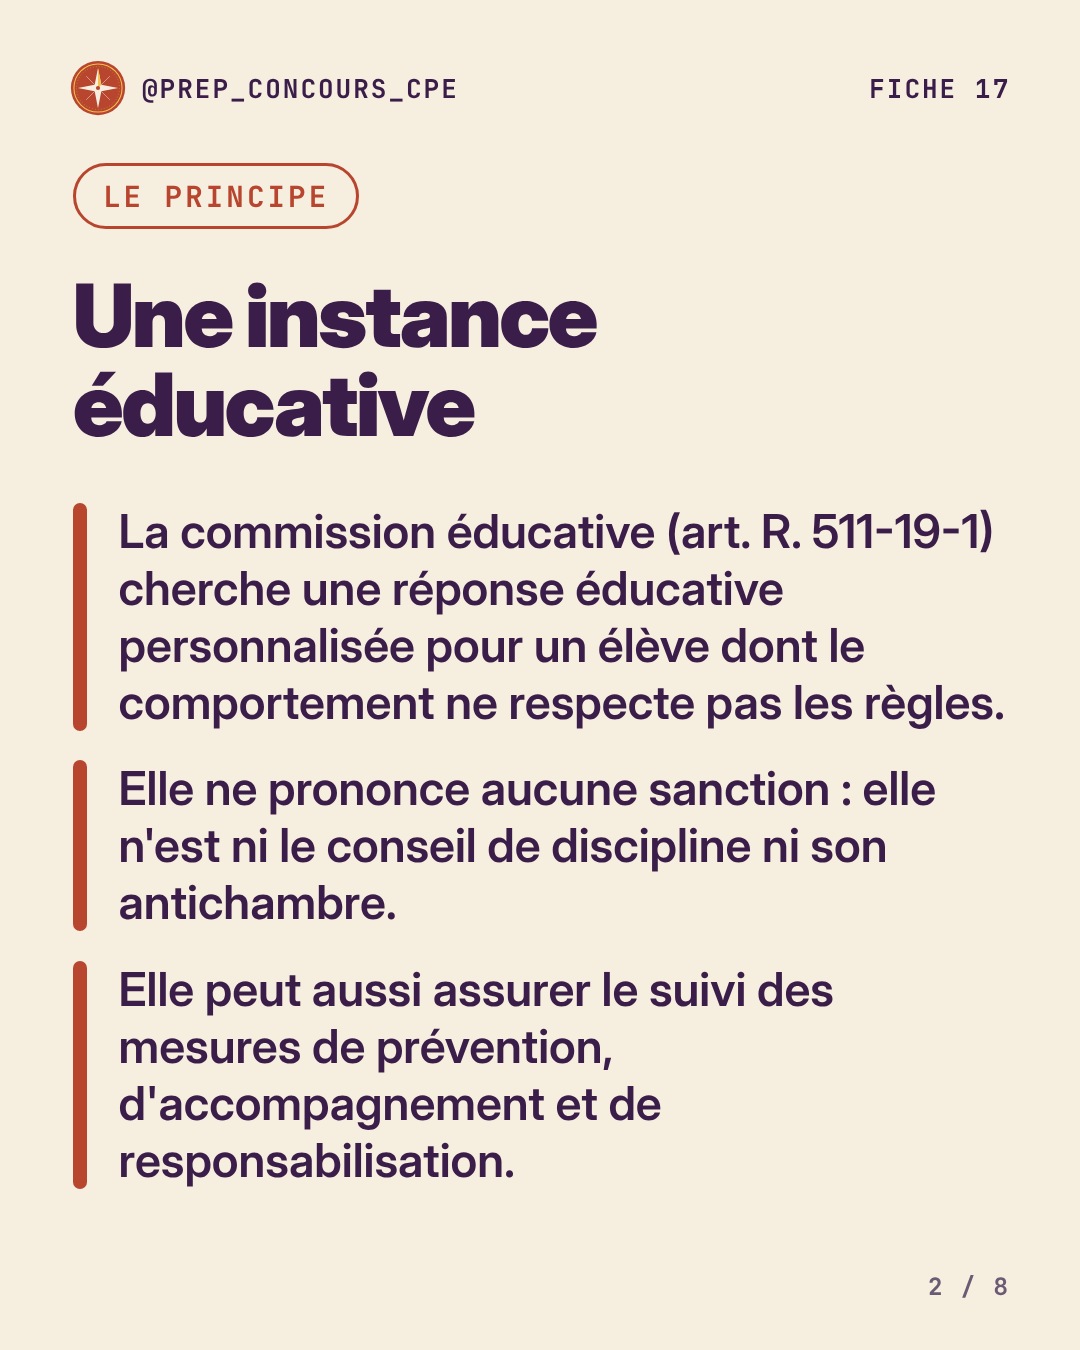 @PREP_CONCOURS_CPE
FICHE 17
LE PRINCIPE
Une instance
éducative
La commission éducative (art. R. 511-19-1)
cherche une réponse éducative
personnalisée pour un élève dont le
comportement ne respecte pas les règles.
Elle ne prononce aucune sanction : elle
n'est ni le conseil de discipline ni son
antichambre.
Elle peut aussi assurer le suivi des
mesures de prévention,
d'accompagnement et de
responsabilisation.
2 / 8